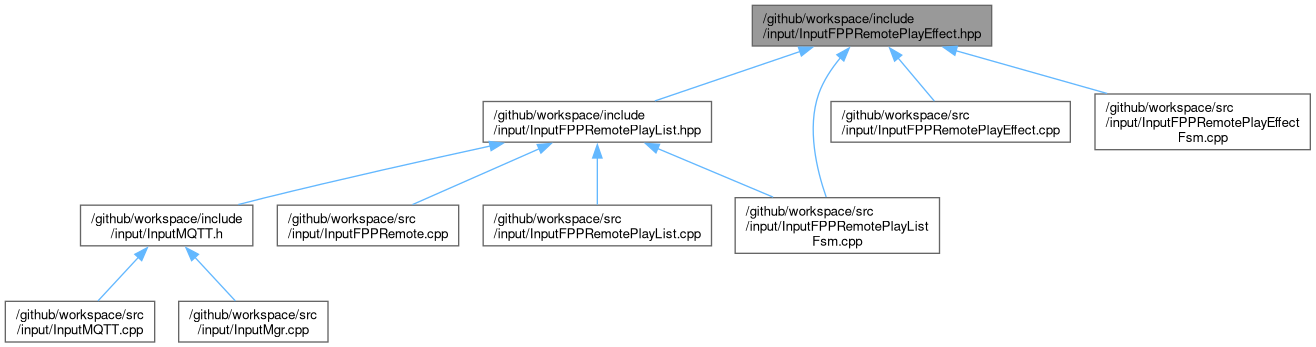 /github/workspace/include
/input/InputFPPRemotePlayEffect.hpp
/github/workspace/include
/input/InputFPPRemotePlayList.hpp
/github/workspace/src
/input/InputFPPRemotePlayEffect.cpp
/github/workspace/src
/input/InputFPPRemotePlayEffect
Fsm.cpp
/github/workspace/include
/input/InputMQTT.h
/github/workspace/src
/input/InputFPPRemote.cpp
/github/workspace/src
/input/InputFPPRemotePlayList.cpp
/github/workspace/src
/input/InputFPPRemotePlayList
Fsm.cpp
/github/workspace/src
/input/InputMQTT.cpp
/github/workspace/src
/input/InputMgr.cpp